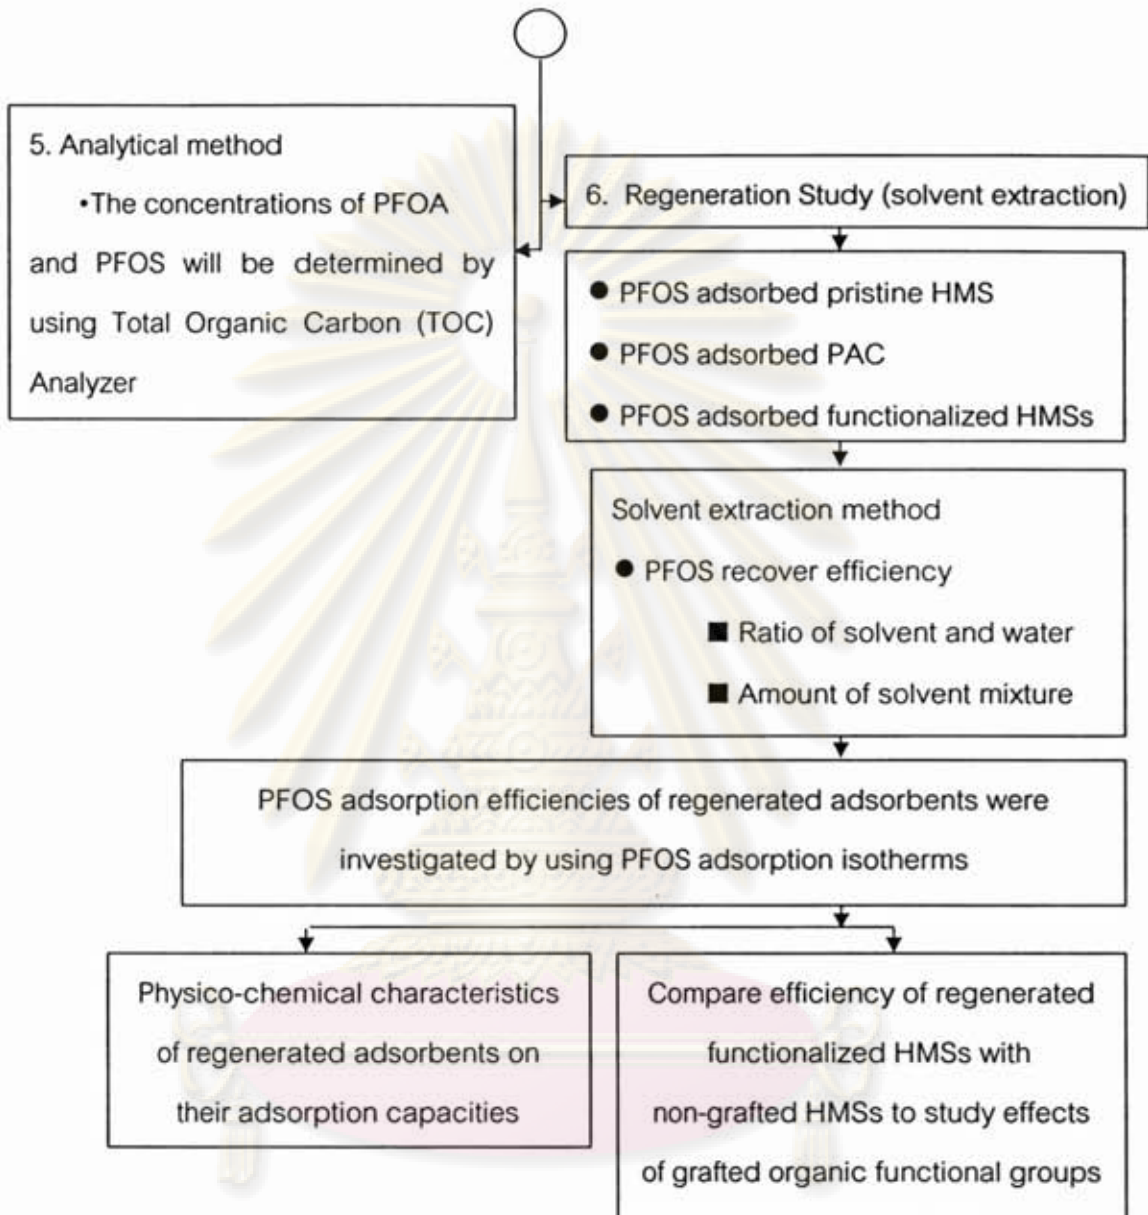 5. Analytical method
•The concentrations of PFOA
and PFOS will be determined by
using Total Organic Carbon (TOC)
Analyzer
6. Regeneration Study (solvent extraction)
● PFOS adsorbed pristine HMS
● PFOS adsorbed PAC
● PFOS adsorbed functionalized HMSs
Solvent extraction method
● PFOS recover efficiency
■ Ratio of solvent and water
■ Amount of solvent mixture
PFOS adsorption efficiencies of regenerated adsorbents were
investigated by using PFOS adsorption isotherms
Physico-chemical characteristics
of regenerated adsorbents on
their adsorption capacities
Compare efficiency of regenerated
functionalized HMSs with
non-grafted HMSs to study effects
of grafted organic functional groups